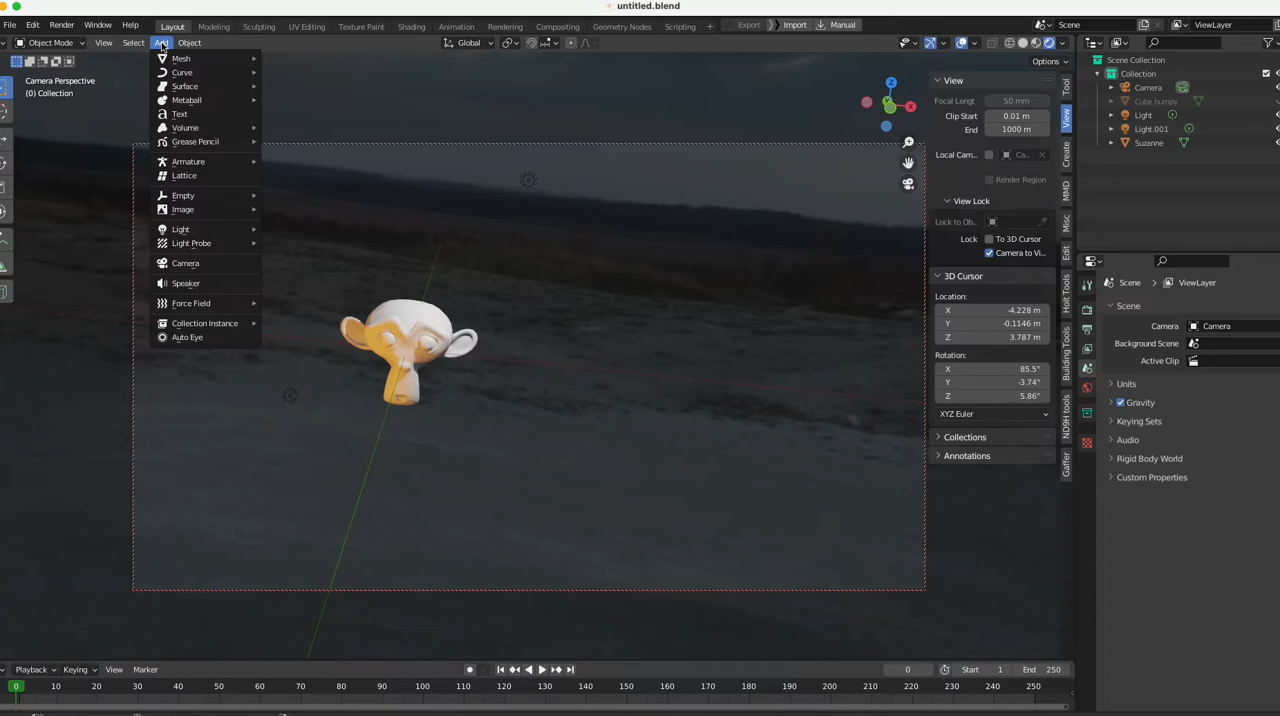 untitled.blend
File Edit Render Window Help Layout Modeling Sculpting UV Editing Texture Paint Shading Animation Rendering Compositing Geometry Nodes Scripting Export Import Manual Scene ViewLayer
Object Mode View Select Add Object Global
Options
Camera Perspective
(0) Collection
Mesh
Curve
Surface
Metaball
Text
Volume
Grease Pencil
Armature
Lattice
Empty
Image
Light
Light Probe
Camera
Speaker
Force Field
Collection Instance
Auto Eye
Z
Y
X
View
Focal Lengt 50 mm
Clip Start 0.01 m
End 1000 m
Local Cam... Ca...
Render Region
View Lock
Lock to Ob...
Lock To 3D Cursor
Camera to Vi...
3D Cursor
Location:
X -4.228 m
Y -0.1146 m
Z 3.787 m
Rotation:
X 85.5°
Y -3.74°
Z 5.86°
XYZ Euler
Collections
Annotations
Tool
View
Create
MMD
Misc
Edit
Holt Tools
Building Tools
ND9H tools
Gaffer
Scene Collection
Collection
Camera
Cube bumpy
Light
Light.001
Suzanne
Scene ViewLayer
Scene
Camera Camera
Background Scene
Active Clip
Units
Gravity
Keying Sets
Audio
Rigid Body World
Custom Properties
Playback Keying View Marker 0 Start 1 End 250
0 10 20 30 40 50 60 70 80 90 100 110 120 130 140 150 160 170 180 190 200 210 220 230 240 250